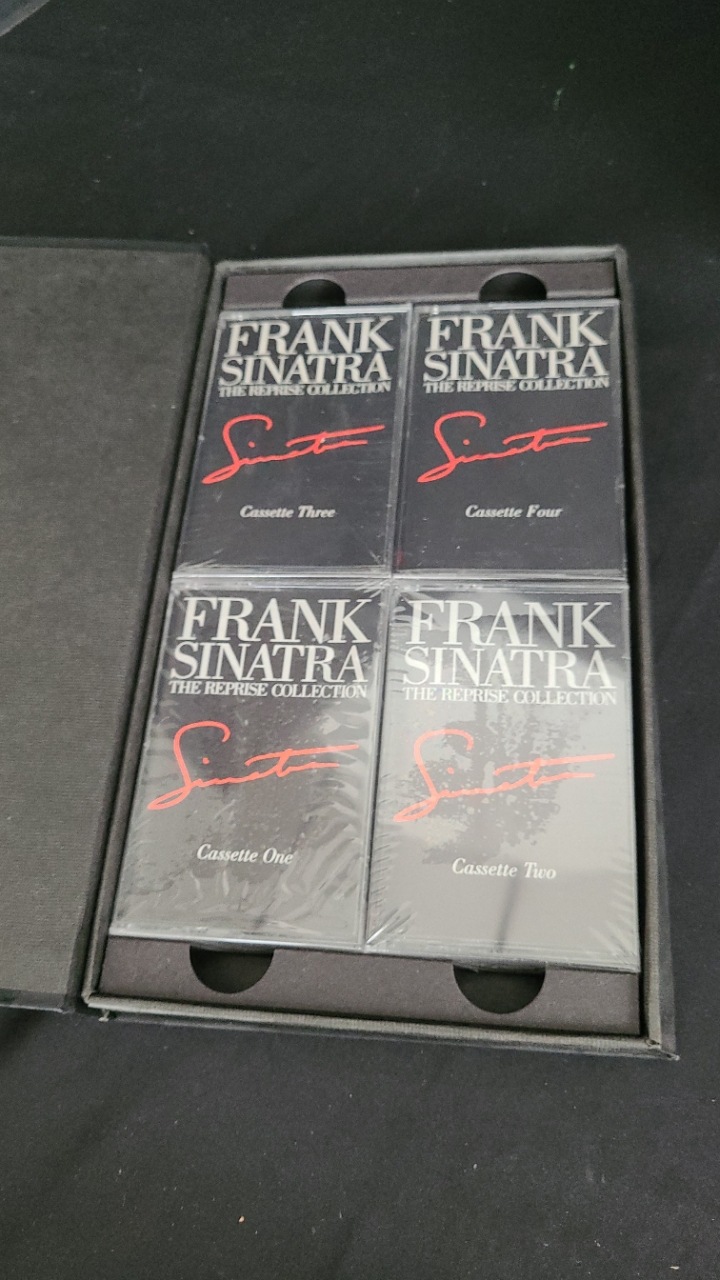 FRANK
SINATRA
THE REPRISE COLLECTION
Sinatra
Cassette Three
FRANK
SINATRA
THE REPRISE COLLECTION
Sinatra
Cassette Four
FRANK
SINATRA
THE REPRISE COLLECTION
Sinatra
Cassette One
FRANK
SINATRA
THE REPRISE COLLECTION
Sinatra
Cassette Two